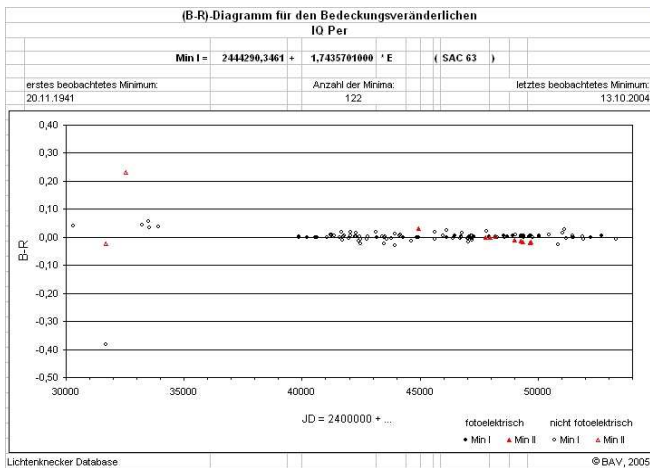 (B-R)-Diagramm für den Bedeckungsveränderlichen
IQ Per
Min I = 2444290,3461 + 1,7435701000 * E ( SAC 63 )
erstes beobachtetes Minimum: Anzahl der Minima: letztes beobachtetes Minimum:
20.11.1941 122 13.10.2004
0,40
0,30
0,20
0,10
0,00
-0,10
-0,20
-0,30
-0,40
-0,50
B-R
30000 35000 40000 45000 50000
JD = 2400000 + ...
fotoelektrisch nicht fotoelektrisch
Min I Min II Min I Min II
Lichtenknecker Database ©BAV, 2005